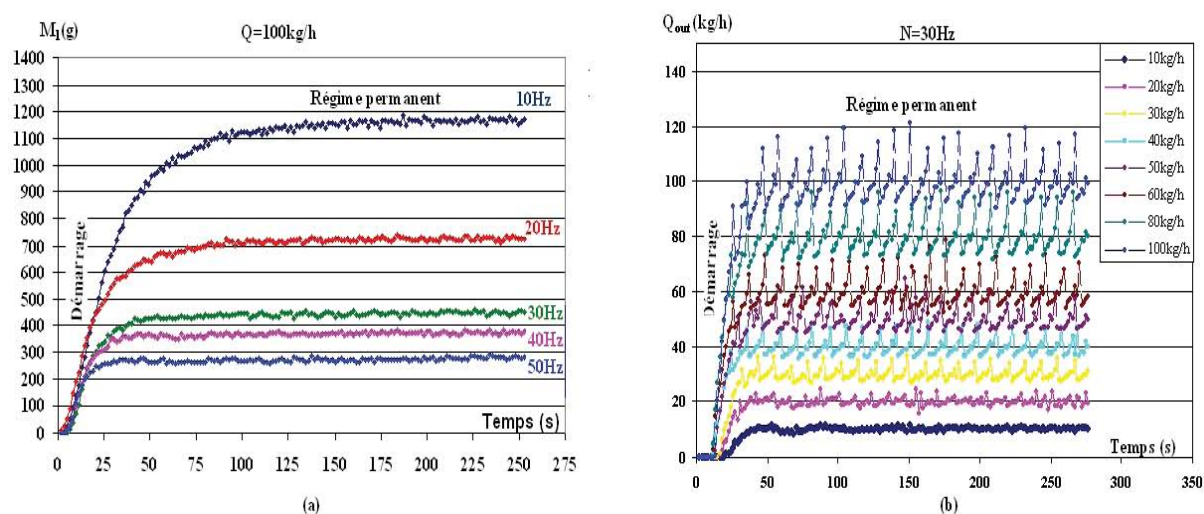 M₁(g)
Q=100kg/h
1400
1300
1200
1100
1000
900
800
700
600
500
400
300
200
100
0
Régime permanent
10Hz
20Hz
30Hz
40Hz
50Hz
Démarrage
Temps (s)
0 25 50 75 100 125 150 175 200 225 250 275
(a)
Q_out (kg/h)
N=30Hz
140
120
100
80
60
40
20
0
Régime permanent
Démarrage
Temps (s)
0 50 100 150 200 250 300 350
10kg/h
20kg/h
30kg/h
40kg/h
50kg/h
60kg/h
80kg/h
100kg/h
(b)